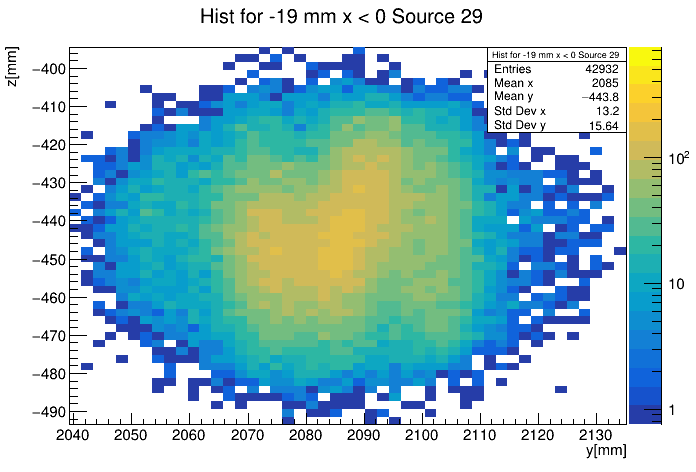 Hist for -19 mm x < 0 Source 29
z[mm]
Hist for -19 mm x < 0 Source 29
Entries 42932
Mean x 2085
Mean y −443.8
Std Dev x 13.2
Std Dev y 15.64
−400
−410
−420
−430
−440
−450
−460
−470
−480
−490
10²
10
1
2040 2050 2060 2070 2080 2090 2100 2110 2120 2130
y[mm]